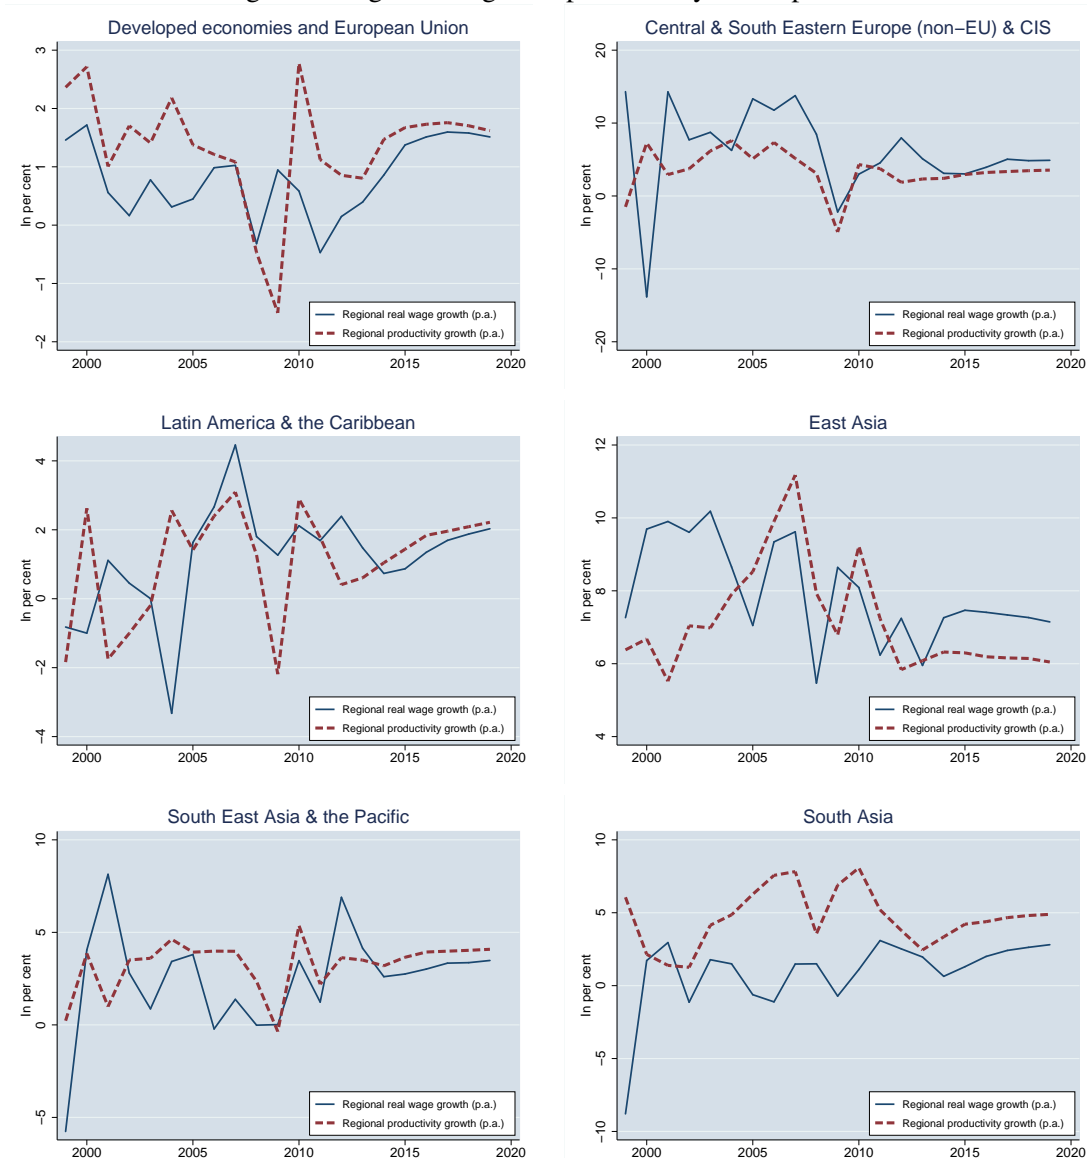 Developed economies and European Union
In per cent
3
2
1
0
−1
−2
Regional real wage growth (p.a.)
Regional productivity growth (p.a.)
2000 2005 2010 2015 2020
Central & South Eastern Europe (non−EU) & CIS
In per cent
20
10
0
−10
−20
Regional real wage growth (p.a.)
Regional productivity growth (p.a.)
2000 2005 2010 2015 2020
Latin America & the Caribbean
In per cent
4
2
0
−2
−4
Regional real wage growth (p.a.)
Regional productivity growth (p.a.)
2000 2005 2010 2015 2020
East Asia
In per cent
12
10
8
6
4
Regional real wage growth (p.a.)
Regional productivity growth (p.a.)
2000 2005 2010 2015 2020
South East Asia & the Pacific
In per cent
10
5
0
−5
Regional real wage growth (p.a.)
Regional productivity growth (p.a.)
2000 2005 2010 2015 2020
South Asia
In per cent
10
5
0
−5
−10
Regional real wage growth (p.a.)
Regional productivity growth (p.a.)
2000 2005 2010 2015 2020